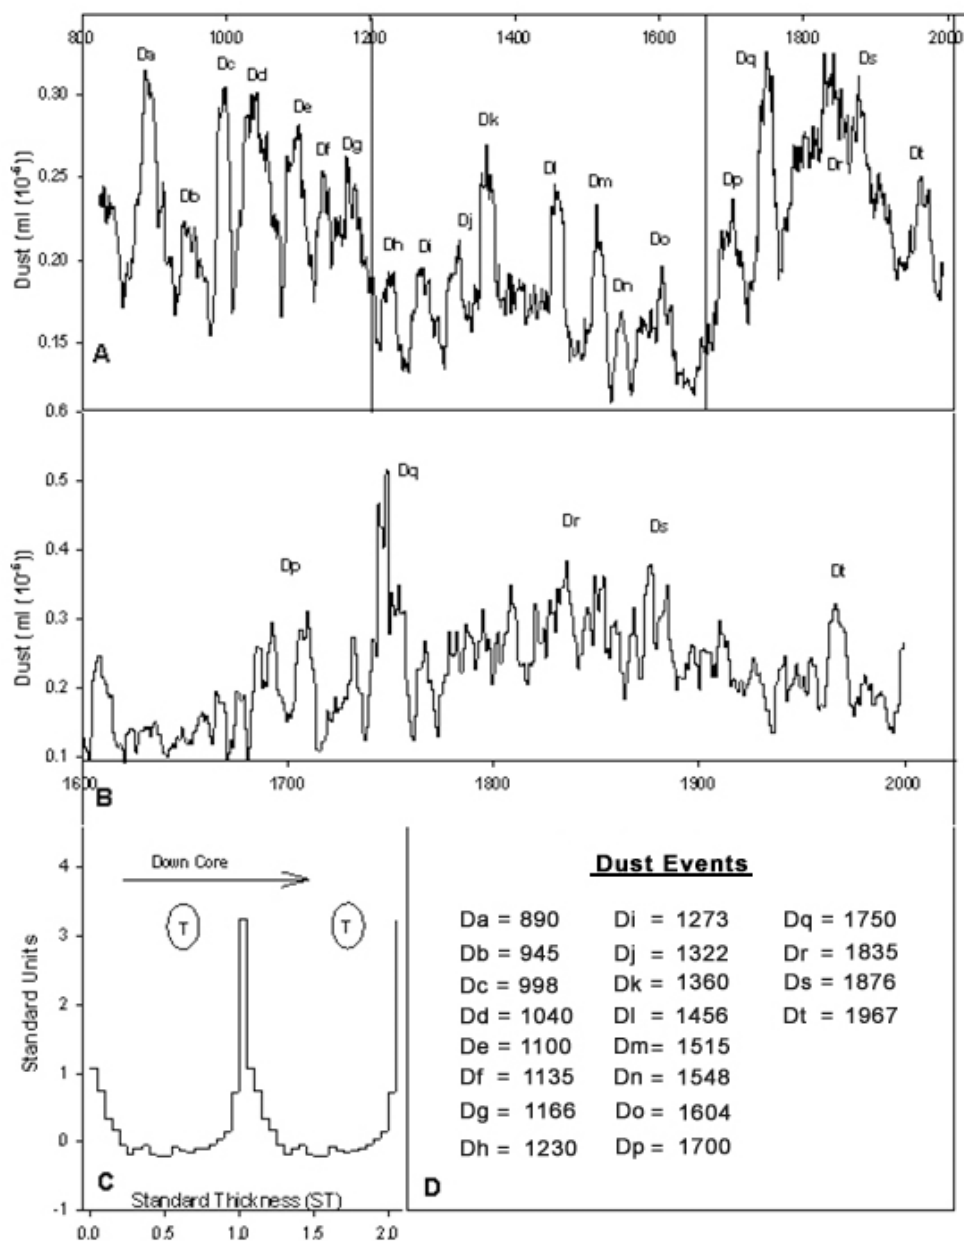 800 1000 1200 1400 1600 1800 2000
Da Dc Dd De Df Dg Db Dh Di Dj Dk Dl Dm Dn Do Dp Dq Dr Ds Dt
0.30
0.25
0.20
0.15
Dust (ml (10⁻⁶))
A
0.6
0.5
0.4
0.3
0.2
0.1
Dust (ml (10⁻⁶))
Dp Dq Dr Ds Dt
1600 1700 1800 1900 2000
B
4
3
2
1
0
-1
Standard Units
Down Core
T T
C
Standard Thickness (ST)
0.0 0.5 1.0 1.5 2.0
Dust Events
Da = 890 Di = 1273 Dq = 1750
Db = 945 Dj = 1322 Dr = 1835
Dc = 998 Dk = 1360 Ds = 1876
Dd = 1040 Dl = 1456 Dt = 1967
De = 1100 Dm= 1515
Df = 1135 Dn = 1548
Dg = 1166 Do = 1604
Dh = 1230 Dp = 1700
D